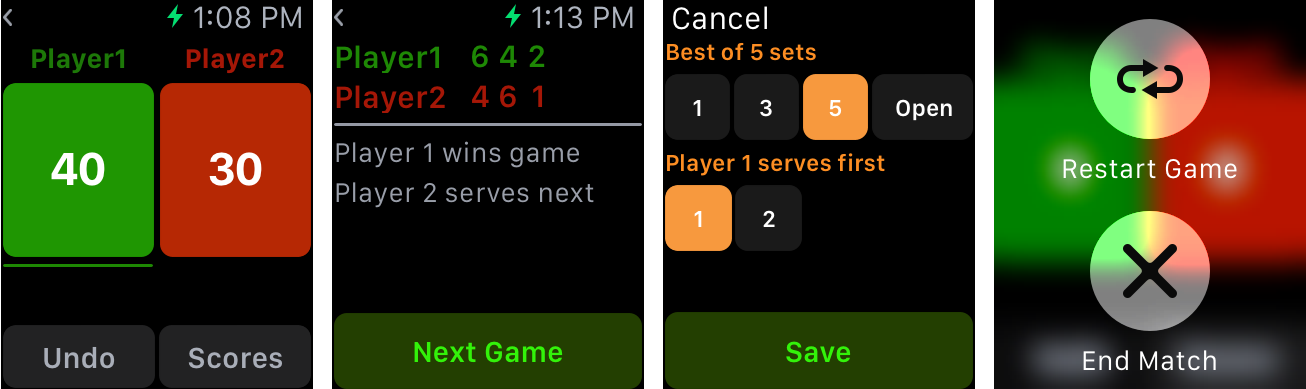 1:08 PM
Player1 Player2
40 30
Undo Scores
1:13 PM
Player1 6 4 2
Player2 4 6 1
Player 1 wins game
Player 2 serves next
Next Game
Cancel
Best of 5 sets
1 3 5 Open
Player 1 serves first
1 2
Save
Restart Game
End Match